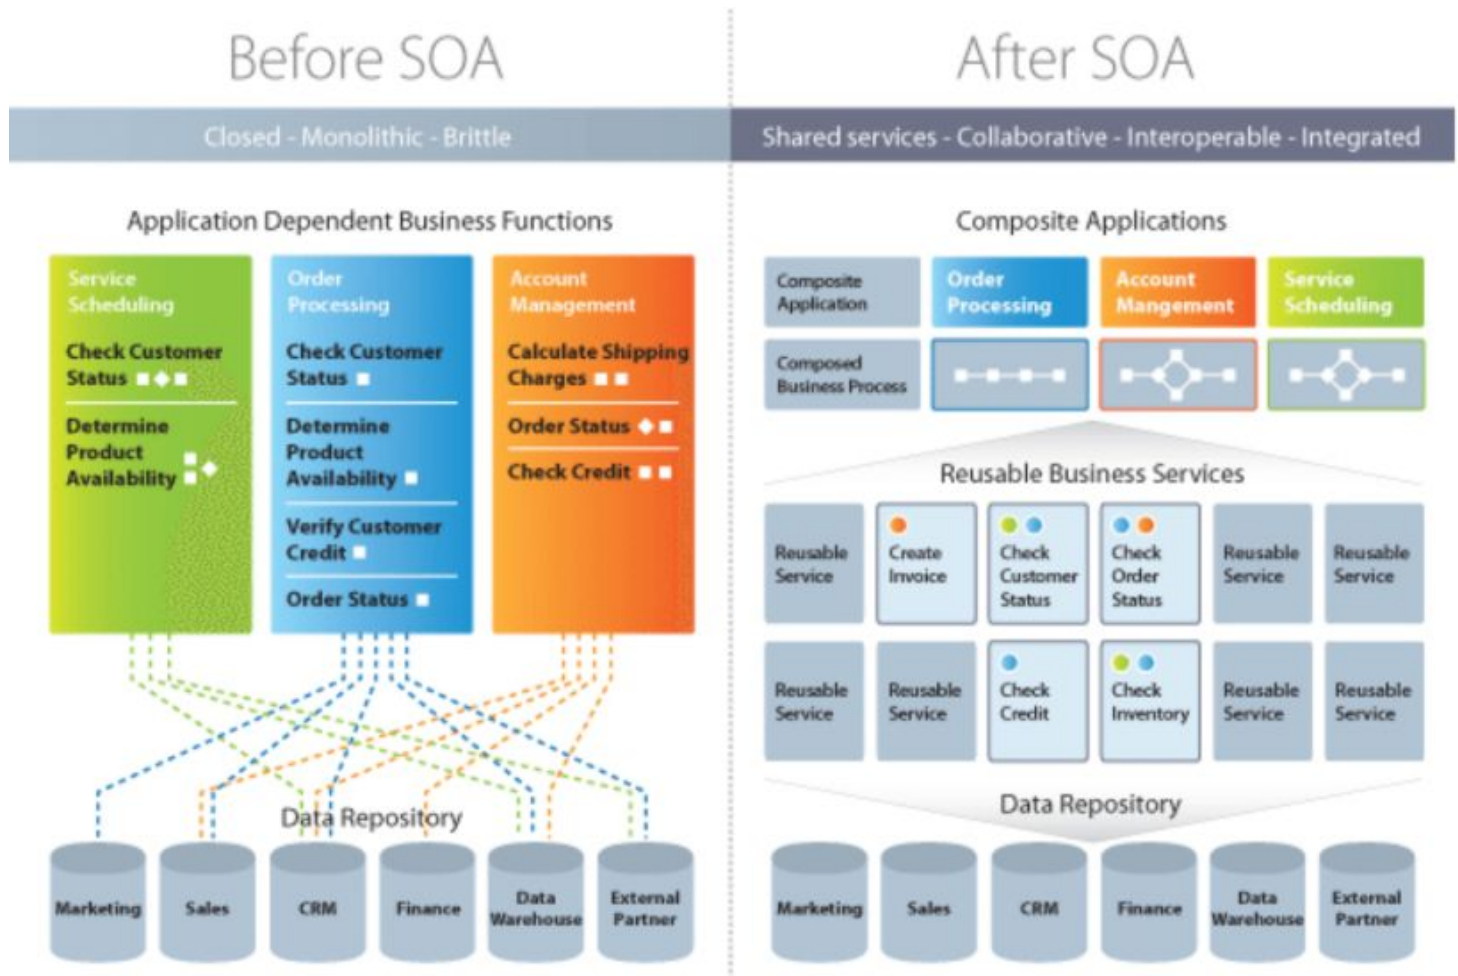 Before SOA
Closed - Monolithic - Brittle
Application Dependent Business Functions
Service
Scheduling
Check Customer
Status
Determine
Product
Availability
Order
Processing
Check Customer
Status
Determine
Product
Availability
Verify Customer
Credit
Order Status
Account
Management
Calculate Shipping
Charges
Order Status
Check Credit
Data Repository
Marketing
Sales
CRM
Finance
Data
Warehouse
External
Partner
After SOA
Shared services - Collaborative - Interoperable - Integrated
Composite Applications
Composite
Application
Order
Processing
Account
Mangement
Service
Scheduling
Composed
Business Process
Reusable Business Services
Reusable
Service
Create
Invoice
Check
Customer
Status
Check
Order
Status
Reusable
Service
Reusable
Service
Reusable
Service
Reusable
Service
Check
Credit
Check
Inventory
Reusable
Service
Reusable
Service
Data Repository
Marketing
Sales
CRM
Finance
Data
Warehouse
External
Partner